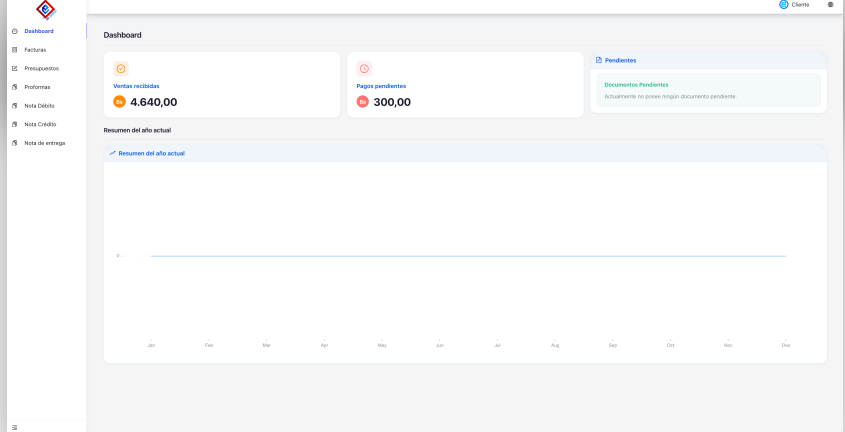 Cliente
Dashboard
Facturas
Presupuestos
Proformas
Nota Débito
Nota Crédito
Nota de entrega
Dashboard
Ventas recibidas
Bs 4.640,00
Pagos pendientes
Bs 300,00
Pendientes
Documentos Pendientes
Actualmente no posee ningún documento pendiente.
Resumen del año actual
Resumen del año actual
0...
Jan Feb Mar Apr May Jun Jul Aug Sep Oct Nov Dec